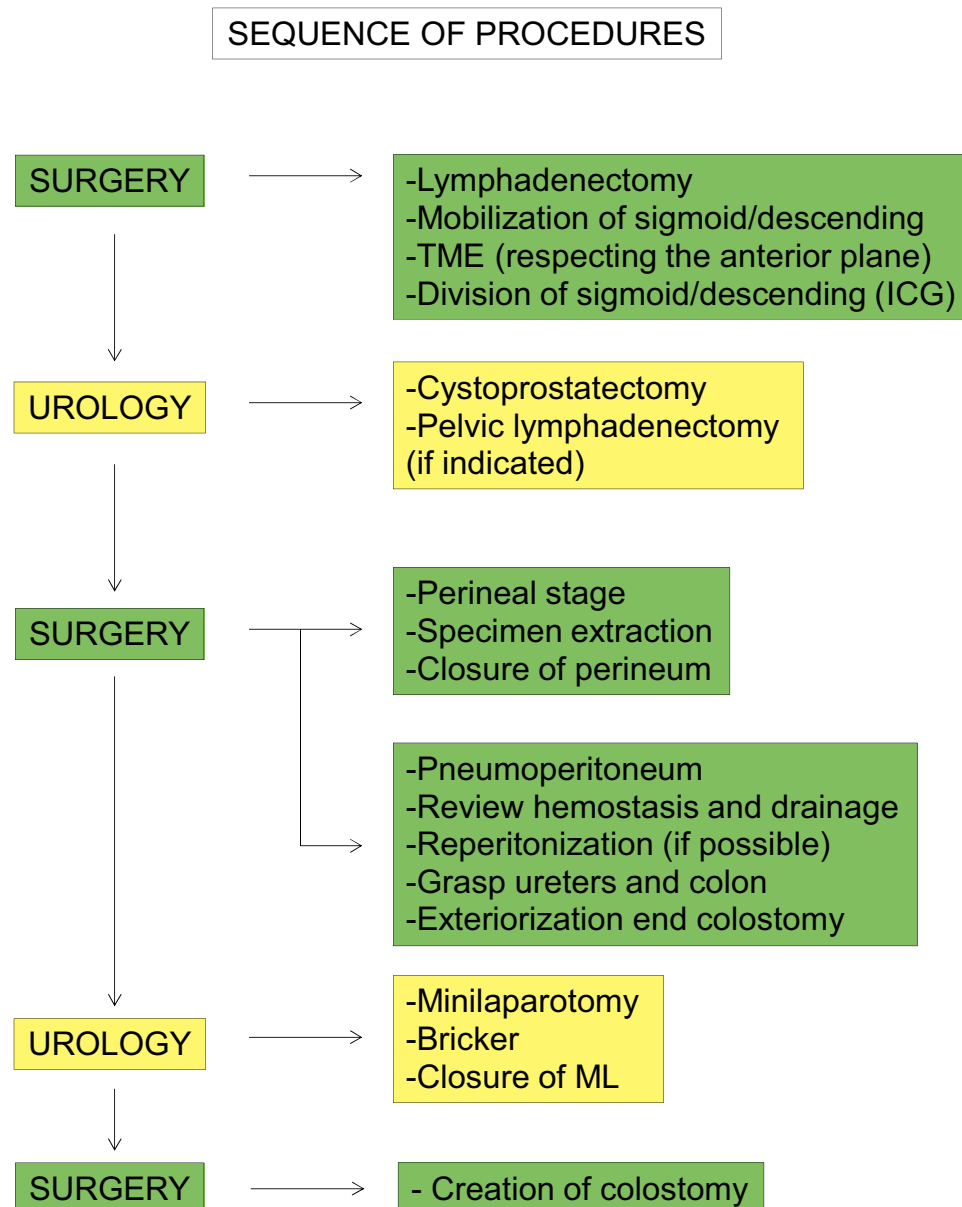 SEQUENCE OF PROCEDURES
SURGERY
-Lymphadenectomy
-Mobilization of sigmoid/descending
-TME (respecting the anterior plane)
-Division of sigmoid/descending (ICG)
UROLOGY
-Cystoprostatectomy
-Pelvic lymphadenectomy
(if indicated)
SURGERY
-Perineal stage
-Specimen extraction
-Closure of perineum
-Pneumoperitoneum
-Review hemostasis and drainage
-Reperitonization (if possible)
-Grasp ureters and colon
-Exteriorization end colostomy
UROLOGY
-Minilaparotomy
-Bricker
-Closure of ML
SURGERY
- Creation of colostomy